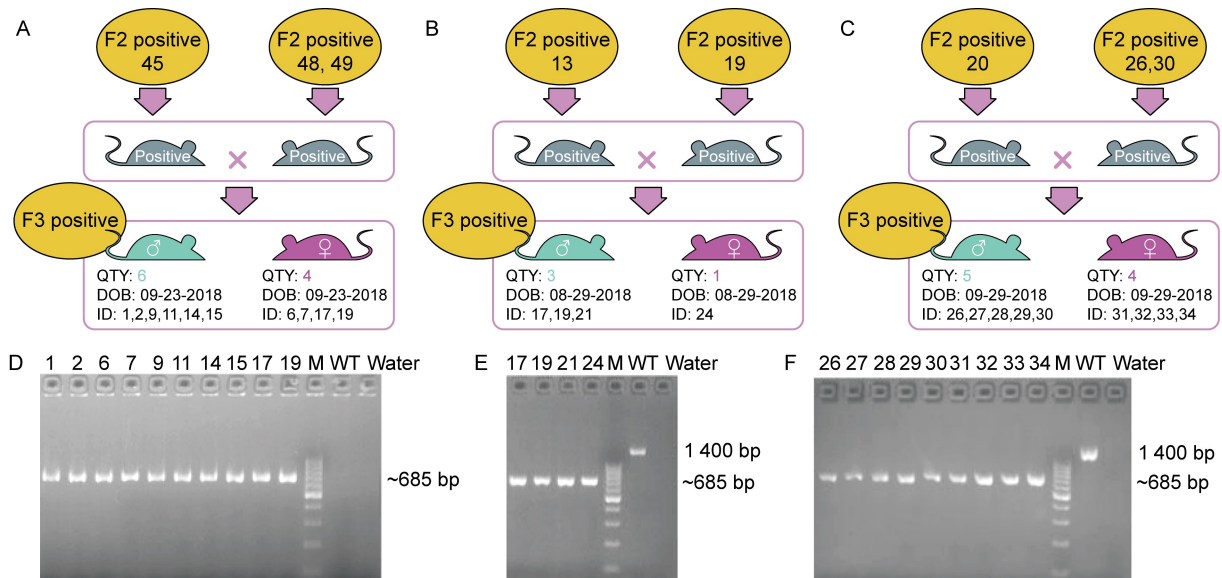 A
F2 positive
45
F2 positive
48, 49
Positive
×
Positive
F3 positive
♂
♀
QTY: 6
DOB: 09-23-2018
ID: 1,2,9,11,14,15
QTY: 4
DOB: 09-23-2018
ID: 6,7,17,19
B
F2 positive
13
F2 positive
19
Positive
×
Positive
F3 positive
♂
♀
QTY: 3
DOB: 08-29-2018
ID: 17,19,21
QTY: 1
DOB: 08-29-2018
ID: 24
C
F2 positive
20
F2 positive
26,30
Positive
×
Positive
F3 positive
♂
♀
QTY: 5
DOB: 09-29-2018
ID: 26,27,28,29,30
QTY: 4
DOB: 09-29-2018
ID: 31,32,33,34
D
1 2 6 7 9 11 14 15 17 19 M WT Water
~685 bp
E
17 19 21 24 M WT Water
1 400 bp
~685 bp
F
26 27 28 29 30 31 32 33 34 M WT Water
1 400 bp
~685 bp